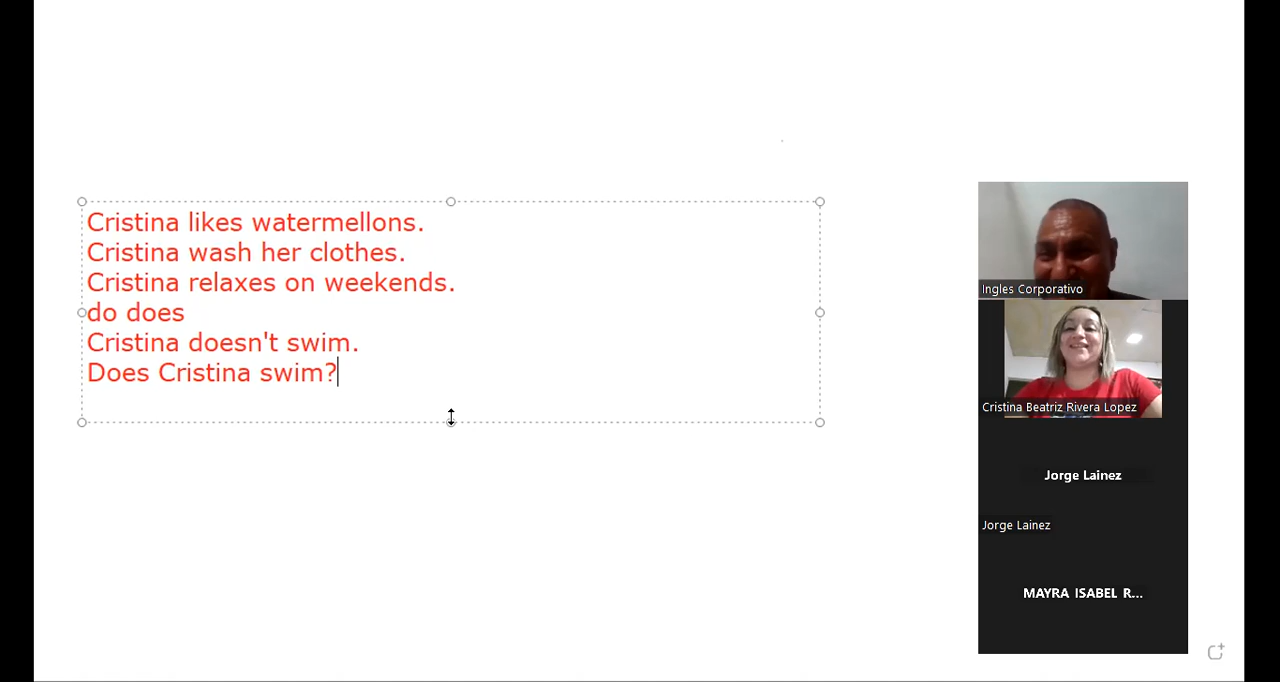 Cristina likes watermellons.
Cristina wash her clothes.
Cristina relaxes on weekends.
do does
Cristina doesn't swim.
Does Cristina swim?
Ingles Corporativo
Cristina Beatriz Rivera Lopez
Jorge Lainez
Jorge Lainez
MAYRA ISABEL R...